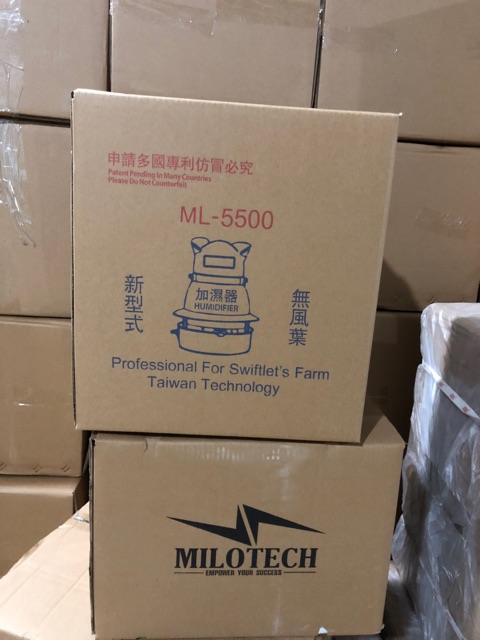 申請多國專利仿冒必究
Patent Pending In Many Countries
Please Do Not Counterfeit
ML-5500
新型式
加濕器
HUMIDIFIER
無風葉
Professional For Swiftlet's Farm
Taiwan Technology
MILOTECH
EMPOWER YOUR SUCCESS